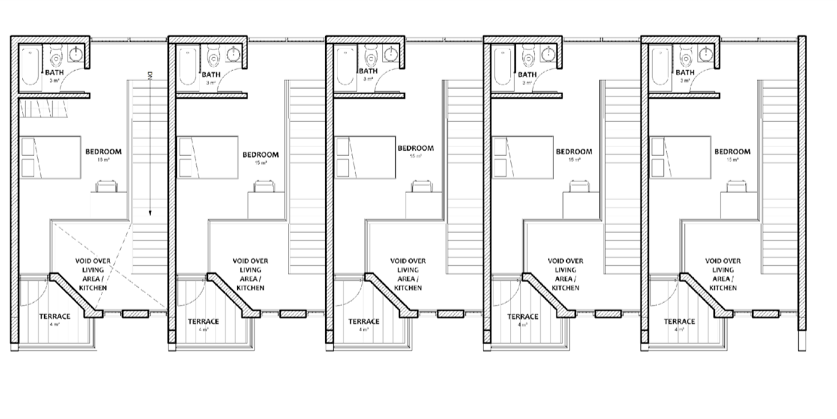 BATH
3 m²
DN
BEDROOM
15 m²
VOID OVER
LIVING
AREA /
KITCHEN
TERRACE
4 m²
BATH
3 m²
BEDROOM
15 m²
VOID OVER
LIVING
AREA /
KITCHEN
TERRACE
4 m²
BATH
3 m²
BEDROOM
15 m²
VOID OVER
LIVING
AREA /
KITCHEN
TERRACE
4 m²
BATH
3 m²
BEDROOM
15 m²
VOID OVER
LIVING
AREA /
KITCHEN
TERRACE
4 m²
BATH
3 m²
BEDROOM
15 m²
VOID OVER
LIVING
AREA /
KITCHEN
TERRACE
4 m²